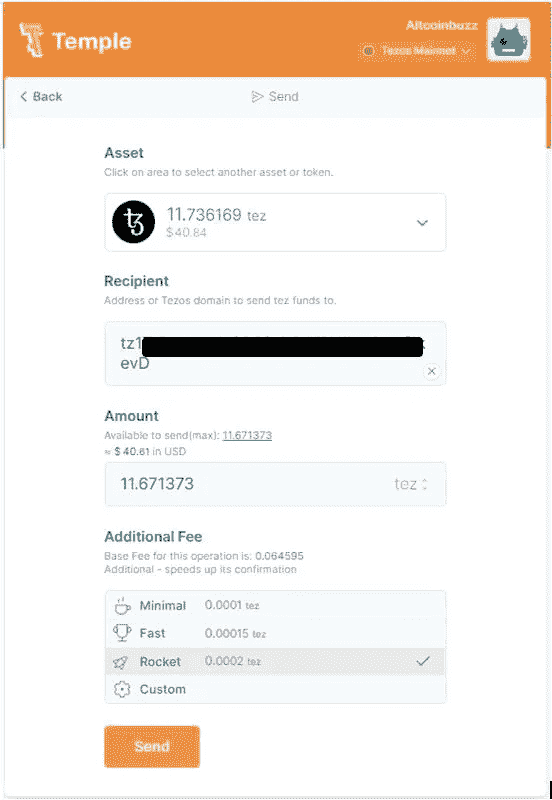 Temple
Altcoinbuzz
Tezos Mainnet
Back
Send
Asset
Click on area to select another asset or token.
11.736169 tez
$40.84
Recipient
Address or Tezos domain to send tez funds to.
tz1
evD
Amount
Available to send(max): 11.671373
≈ $40.61 in USD
11.671373
tez
Additional Fee
Base Fee for this operation is: 0.064595
Additional - speeds up its confirmation
Minimal 0.0001 tez
Fast 0.00015 tez
Rocket 0.0002 tez
Custom
Send